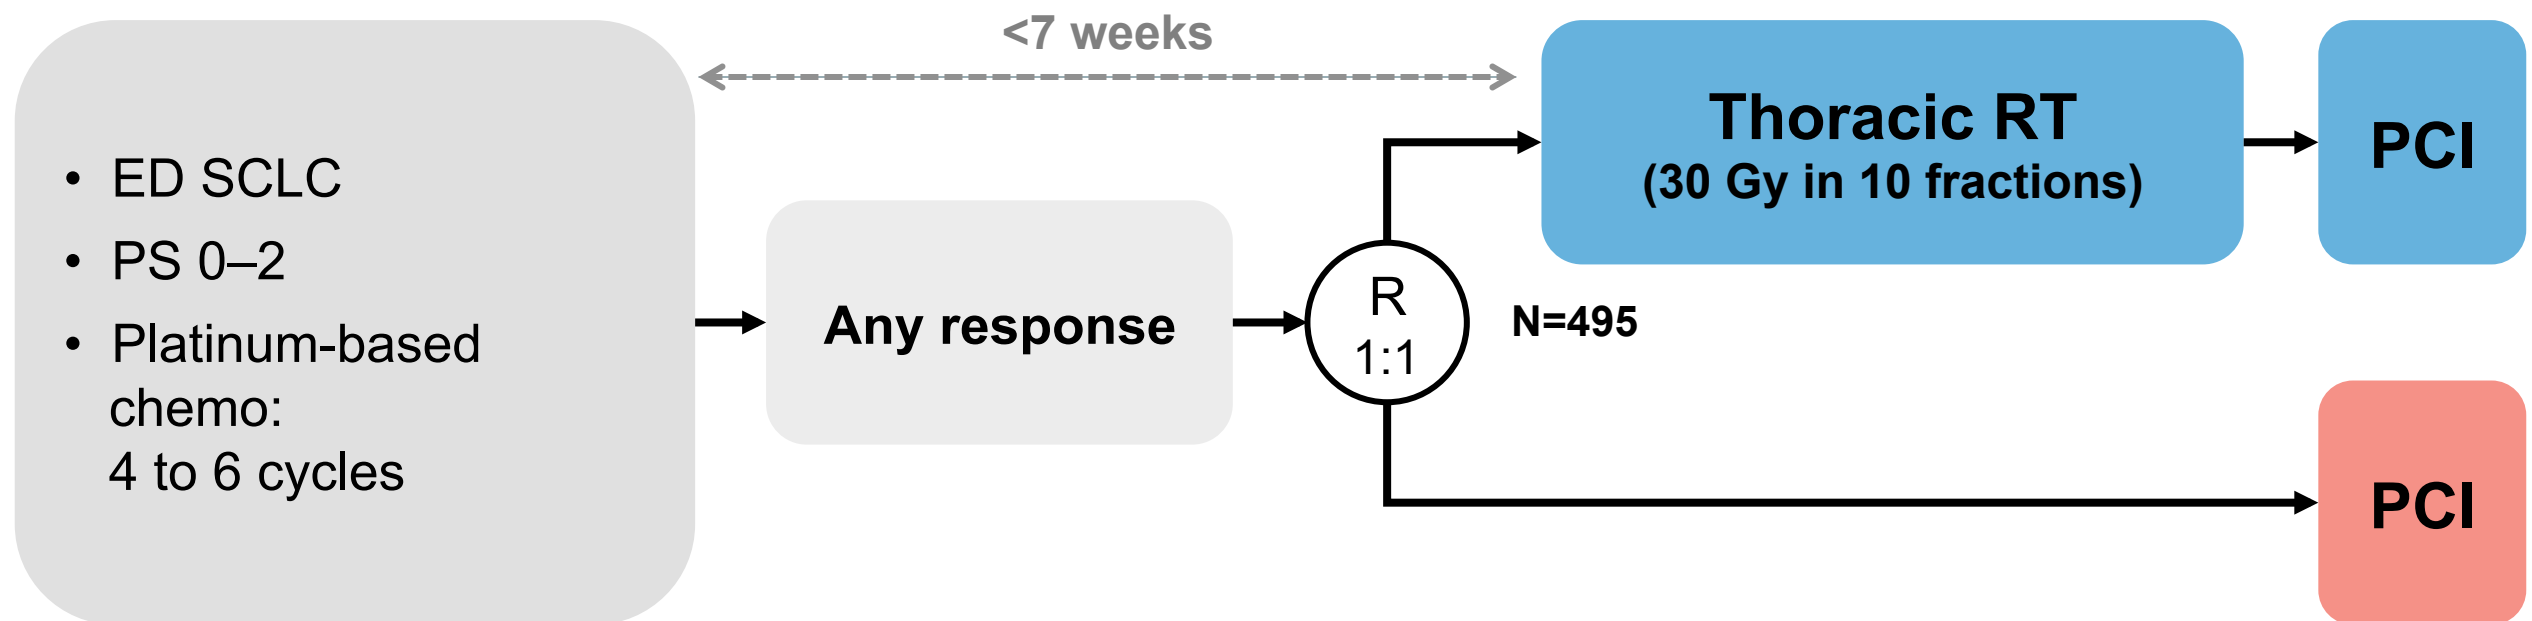 <7 weeks
• ED SCLC
• PS 0–2
• Platinum-based
chemo:
4 to 6 cycles
Any response
R
1:1
N=495
Thoracic RT
(30 Gy in 10 fractions)
PCI
PCI